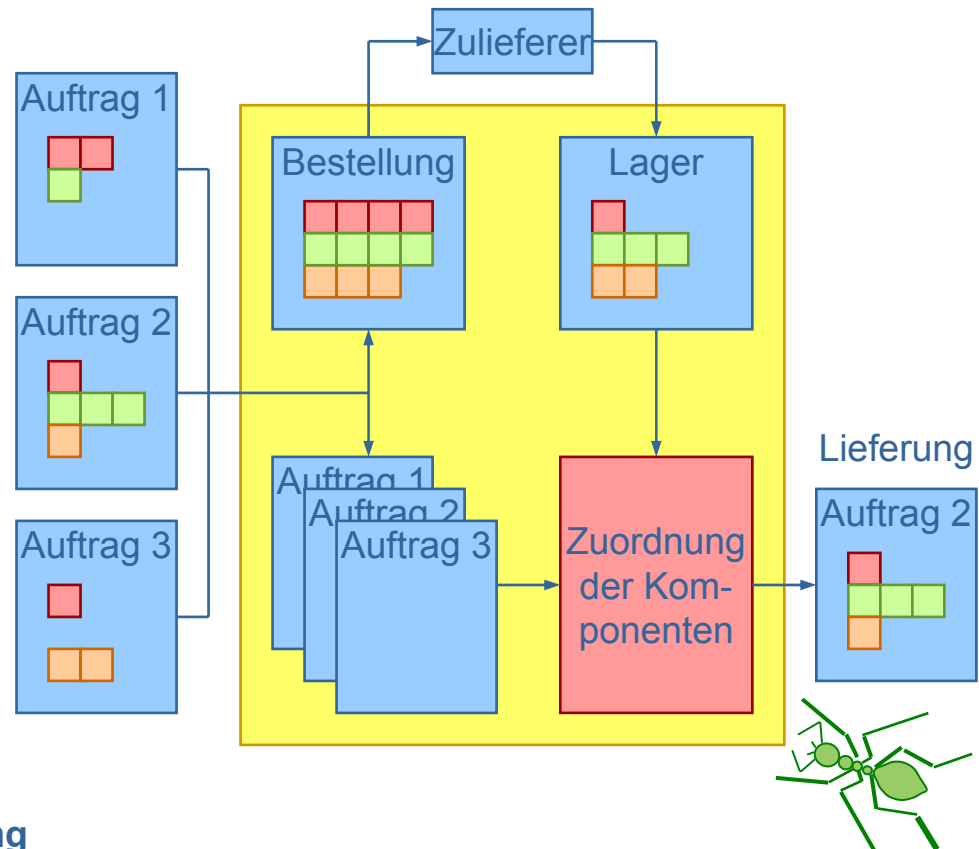 Zulieferer
Auftrag 1
Bestellung
Lager
Auftrag 2
Auftrag 3
Auftrag 1
Auftrag 2
Auftrag 3
Zuordnung
der Kom-
ponenten
Lieferung
Auftrag 2
ng